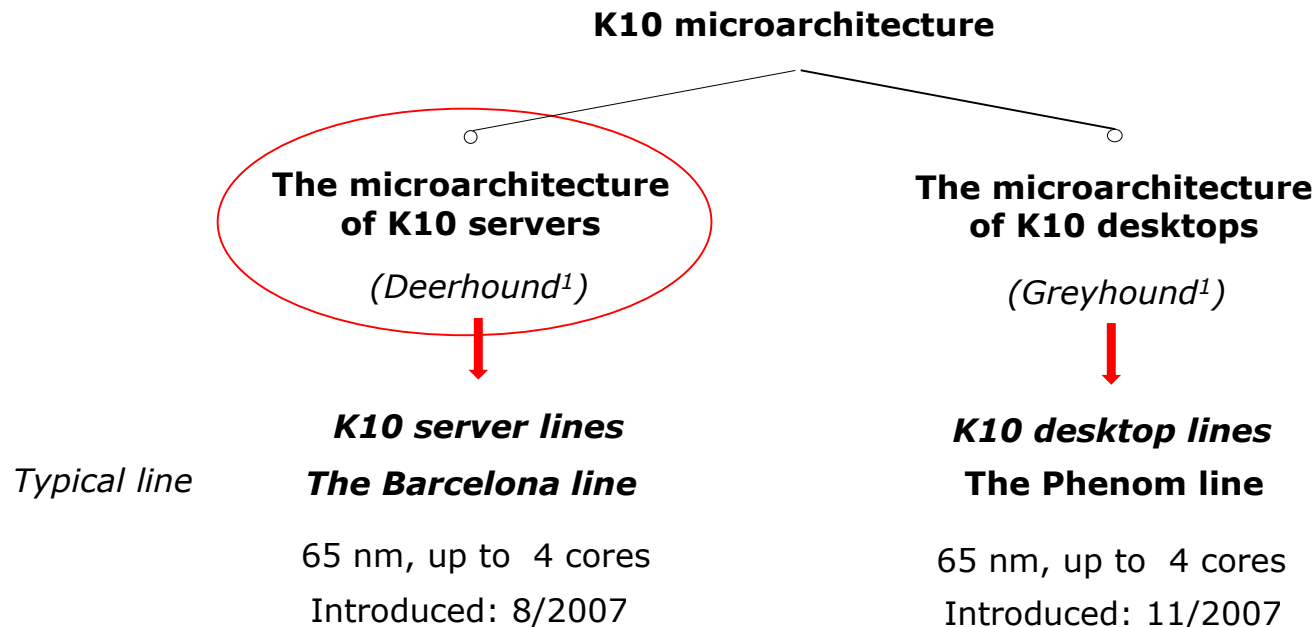 K10 microarchitecture
The microarchitecture
of K10 servers
(Deerhound¹)
The microarchitecture
of K10 desktops
(Greyhound¹)
K10 server lines
K10 desktop lines
Typical line
The Barcelona line
The Phenom line
65 nm, up to  4 cores
Introduced: 8/2007
65 nm, up to  4 cores
Introduced: 11/2007